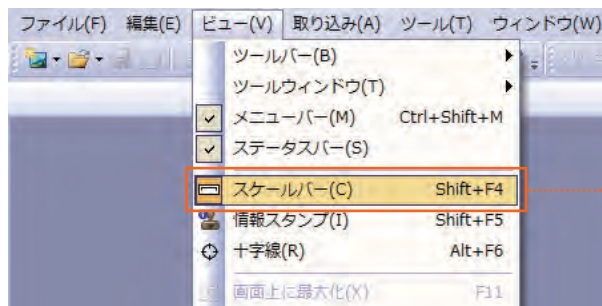 ファイル(F) 編集(E) ビュー(V) 取り込み(A) ツール(T) ウィンドウ(W)
ツールバー(B)
ツールウィンドウ(T)
メニューバー(M) Ctrl+Shift+M
ステータスバー(S)
スケールバー(C) Shift+F4
情報スタンプ(I) Shift+F5
十字線(R) Alt+F6
画面上に最大化(X) F11